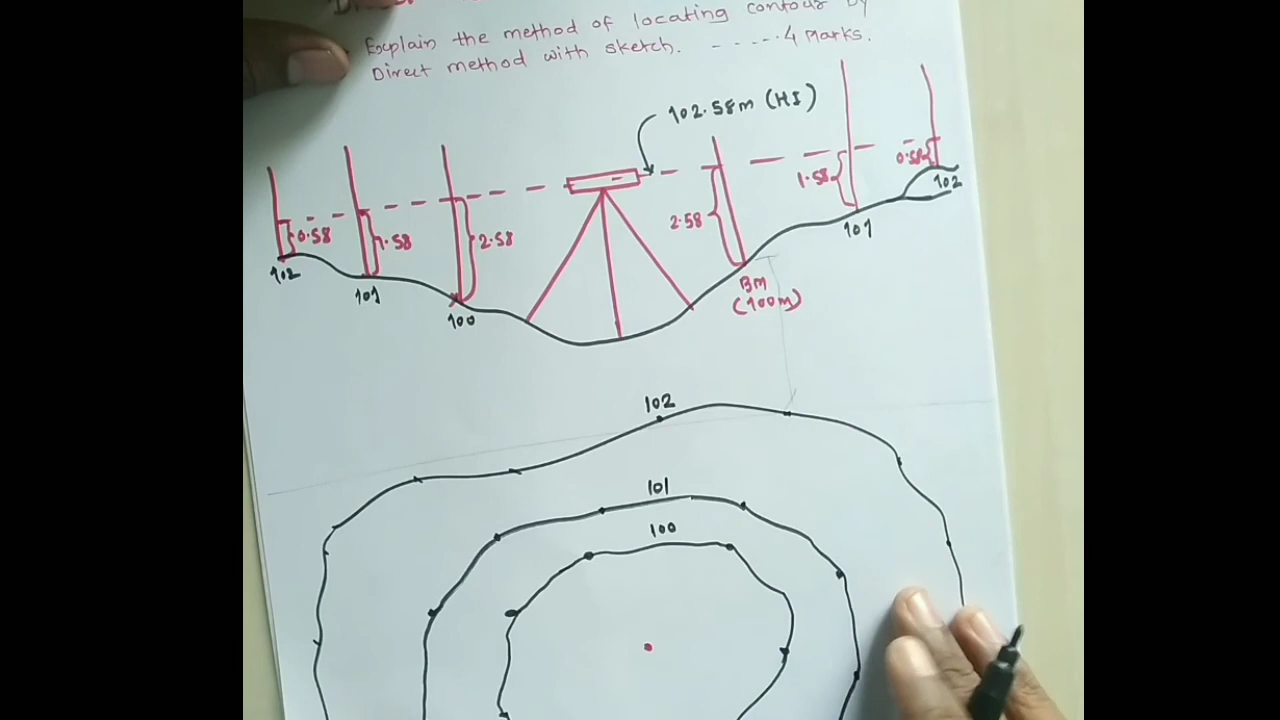 Explain the method of locating contour by
Direct method with sketch. ----- 4 Marks.
102.58m (HI)
0.58
1.58
2.58
2.58
1.58
0.58
102
101
100
BM
(100m)
101
102
102
101
100